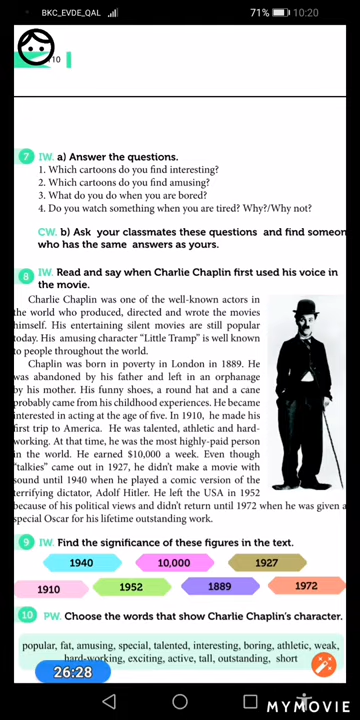 BKC_EVDE_QAL
71% 10:20
10
7 IW. a) Answer the questions.
1. Which cartoons do you find interesting?
2. Which cartoons do you find amusing?
3. What do you do when you are bored?
4. Do you watch something when you are tired? Why?/Why not?
CW. b) Ask your classmates these questions and find someon
who has the same answers as yours.
8 IW. Read and say when Charlie Chaplin first used his voice in
the movie.
Charlie Chaplin was one of the well-known actors in
the world who produced, directed and wrote the movies
himself. His entertaining silent movies are still popular
today. His amusing character "Little Tramp" is well known
to people throughout the world.
Chaplin was born in poverty in London in 1889. He
was abandoned by his father and left in an orphanage
by his mother. His funny shoes, a round hat and a cane
probably came from his childhood experiences. He became
interested in acting at the age of five. In 1910, he made his
first trip to America. He was talented, athletic and hard-
working. At that time, he was the most highly-paid person
in the world. He earned $10,000 a week. Even though
"talkies" came out in 1927, he didn't make a movie with
sound until 1940 when he played a comic version of the
terrifying dictator, Adolf Hitler. He left the USA in 1952
because of his political views and didn't return until 1972 when he was given a
special Oscar for his lifetime outstanding work.
9 IW. Find the significance of these figures in the text.
1940 10,000 1927
1910 1952 1889 1972
10 PW. Choose the words that show Charlie Chaplin's character.
popular, fat, amusing, special, talented, interesting, boring, athletic, weak,
hard-working, exciting, active, tall, outstanding, short
26:28
MYMOVIE